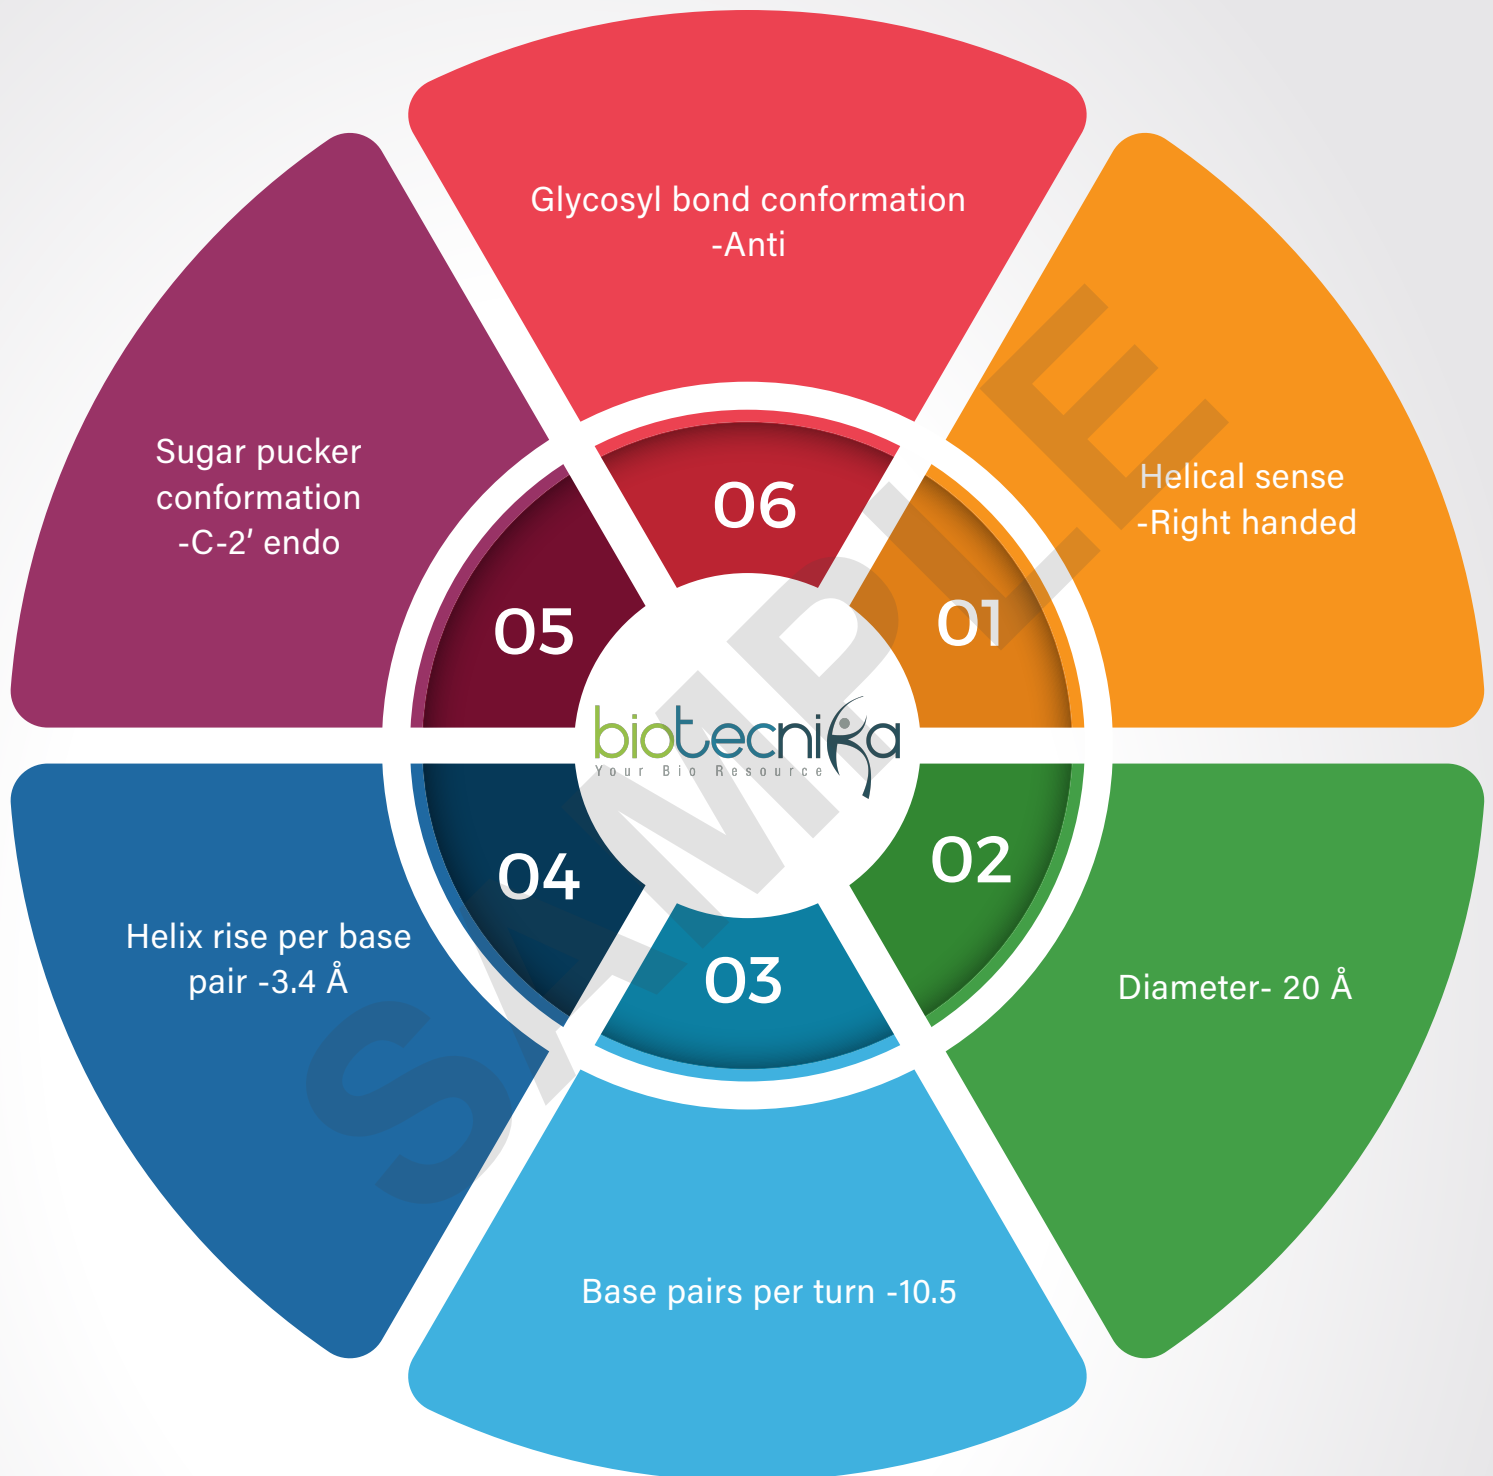 Glycosyl bond conformation
-Anti
06
Helical sense
-Right handed
01
Diameter- 20 Å
02
Base pairs per turn -10.5
03
Helix rise per base
pair -3.4 Å
04
Sugar pucker
conformation
-C-2’ endo
05
biotecnika
Your Bio Resource
SAMPLE